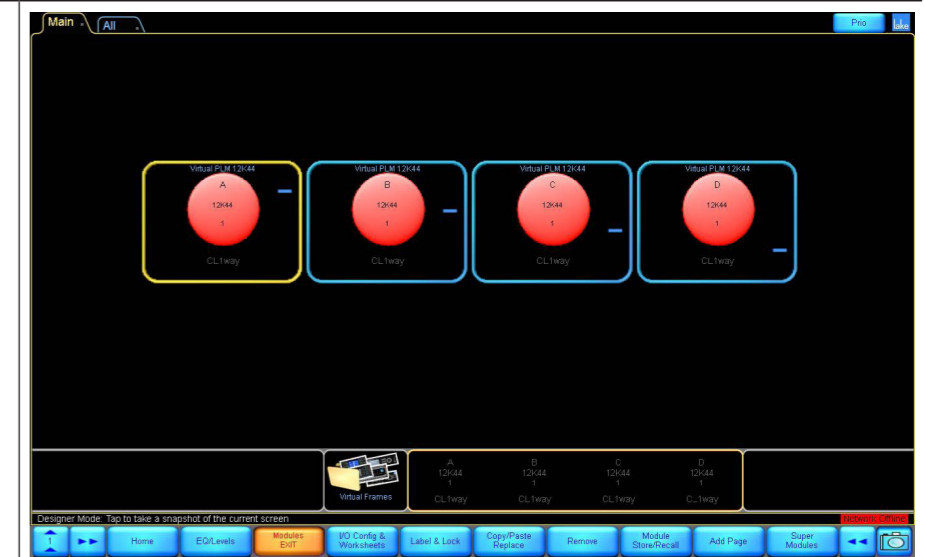 Main
All
Prio
lake
Virtual PLM 12K44
A
12K44
1
CL1way
Virtual PLM 12K44
B
12K44
1
CL1way
Virtual PLM 12K44
C
12K44
1
CL1way
Virtual PLM 12K44
D
12K44
1
CL1way
Virtual Frames
A
12K44
1
CL1way
B
12K44
1
CL1way
C
12K44
1
CL1way
D
12K44
1
C_1way
Designer Mode: Tap to take a snapshot of the current screen
Network Offline
1
Home
EQ/Levels
Modules
EXIT
I/O Config &
Worksheets
Label & Lock
Copy/Paste
Replace
Remove
Module
Store/Recall
Add Page
Super
Modules